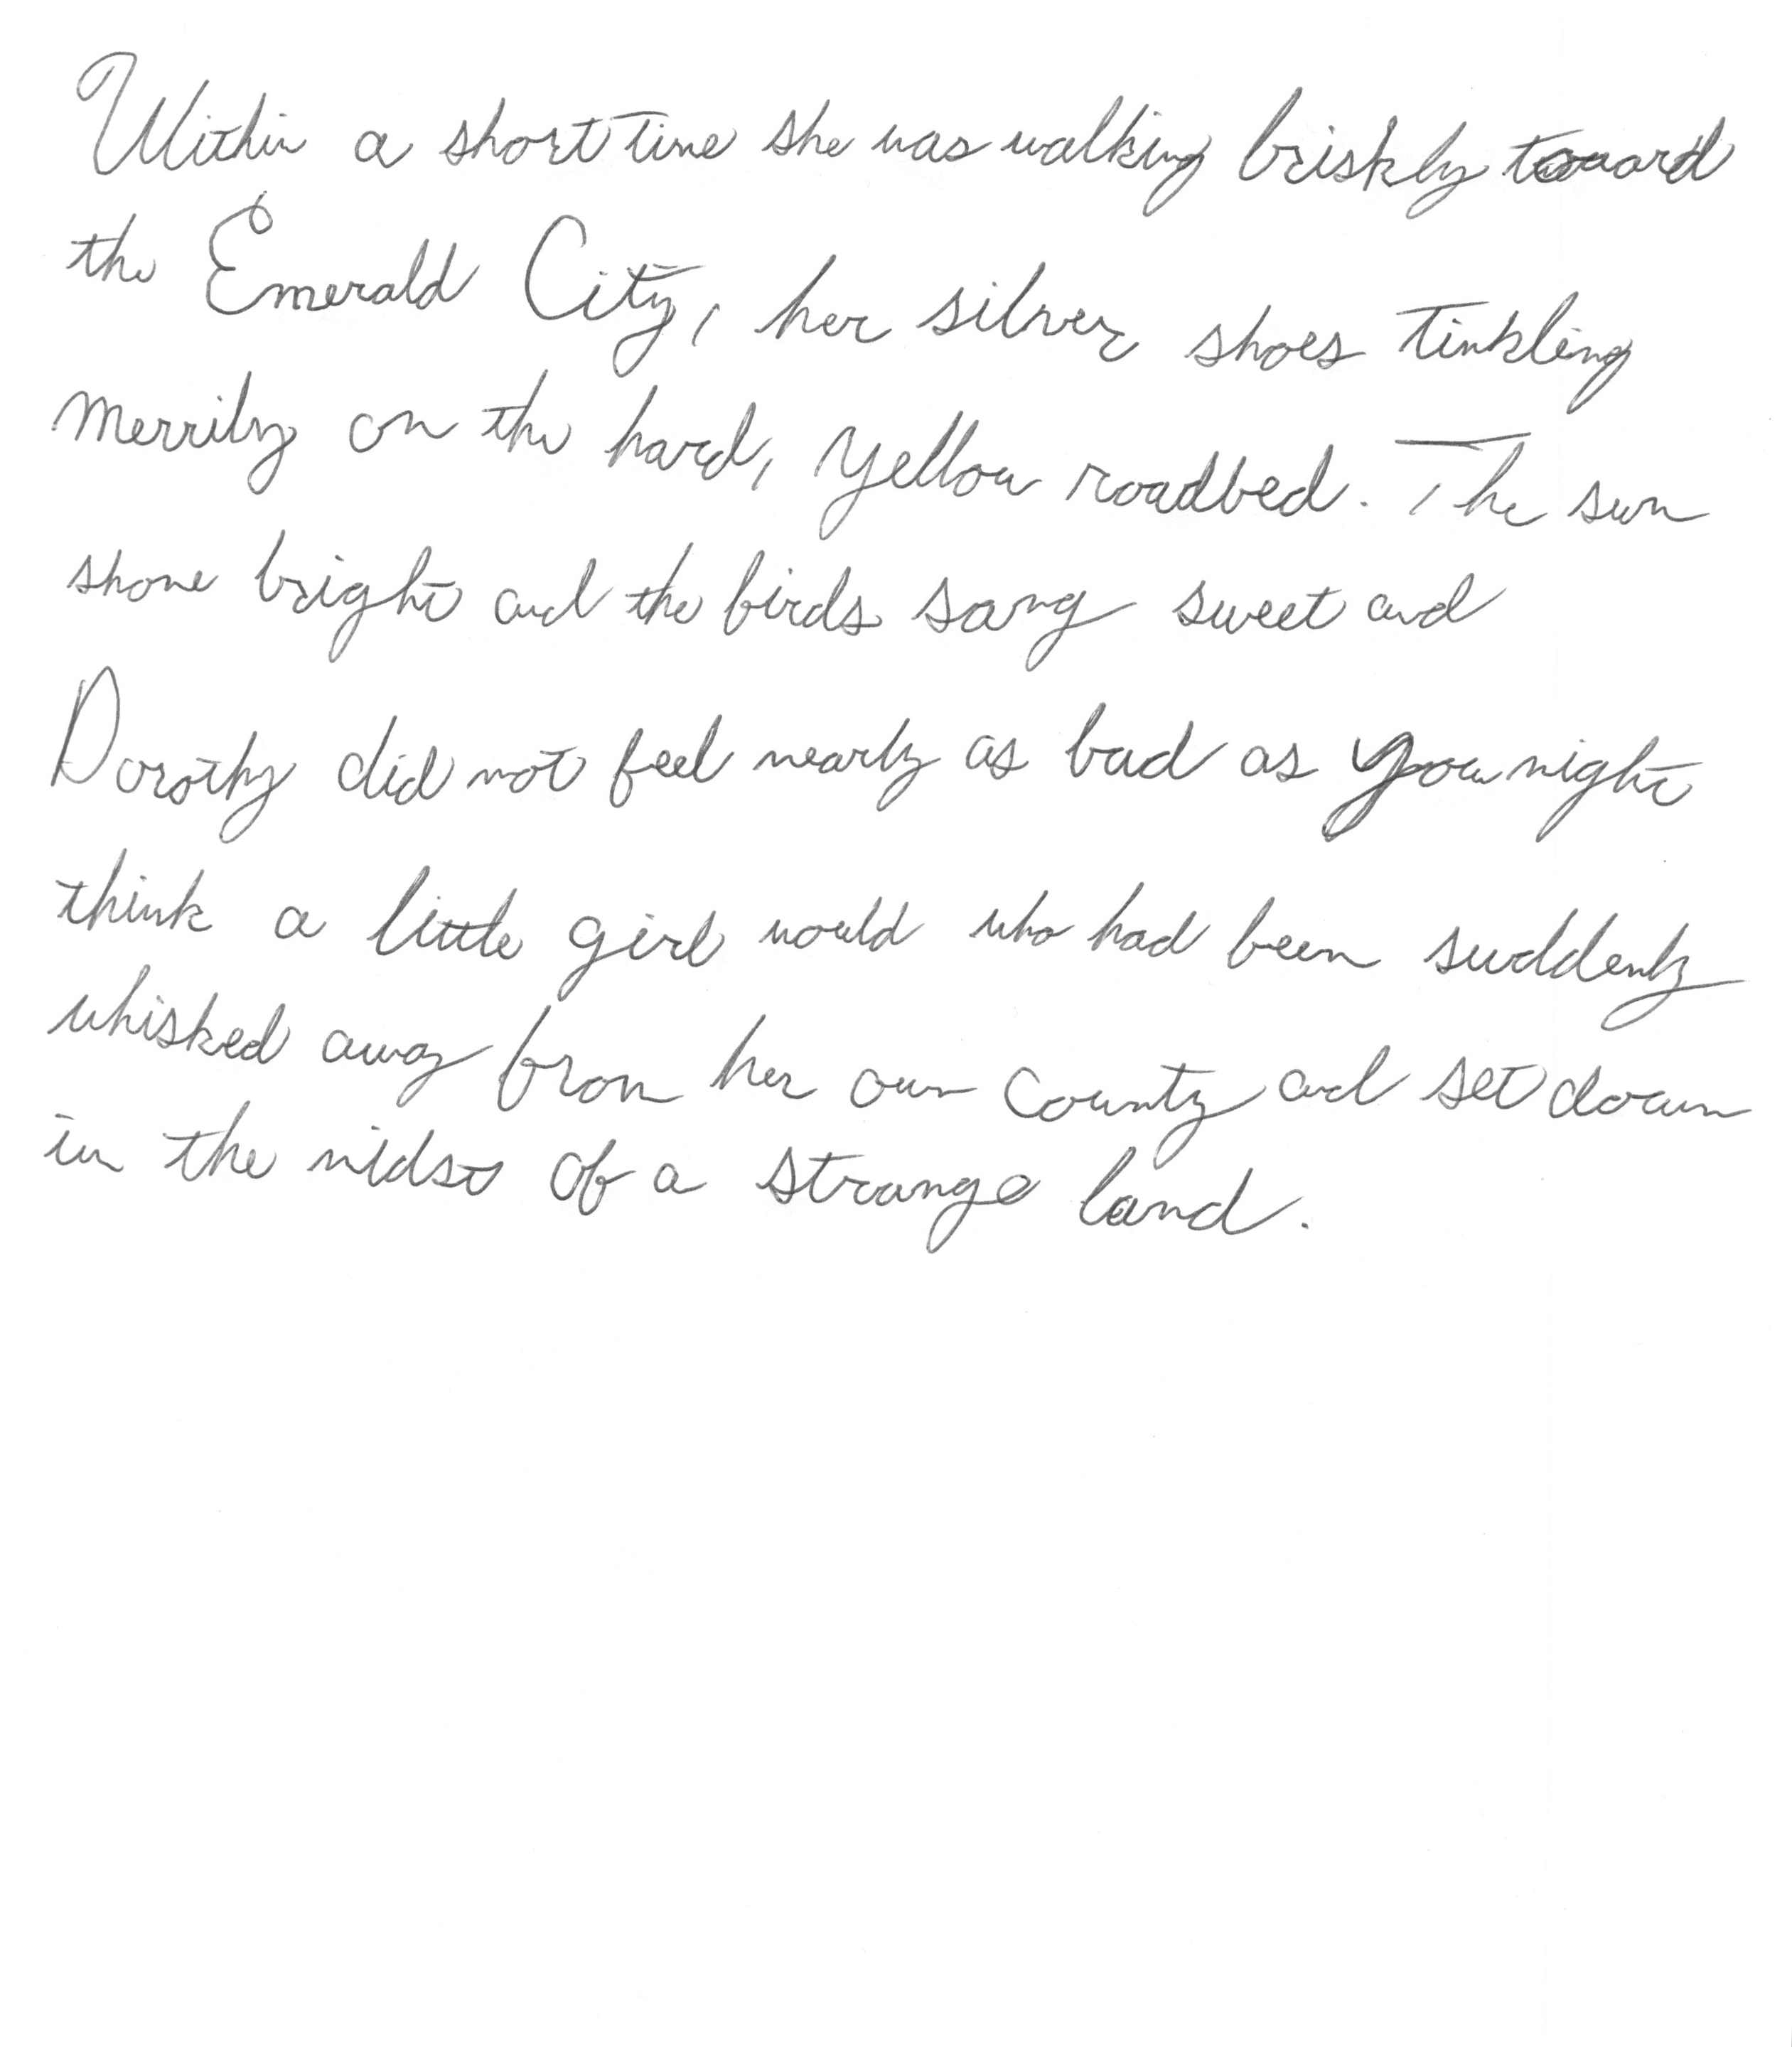 Within a short time she was walking briskly toward
the Emerald City, her silver shoes tinkling
merrily on the hard, yellow roadbed. The sun
shone bright and the birds sang sweet and
Dorothy did not feel nearly as bad as you might
think a little girl would who had been suddenly
whisked away from her own county and set down
in the midst of a strange land.